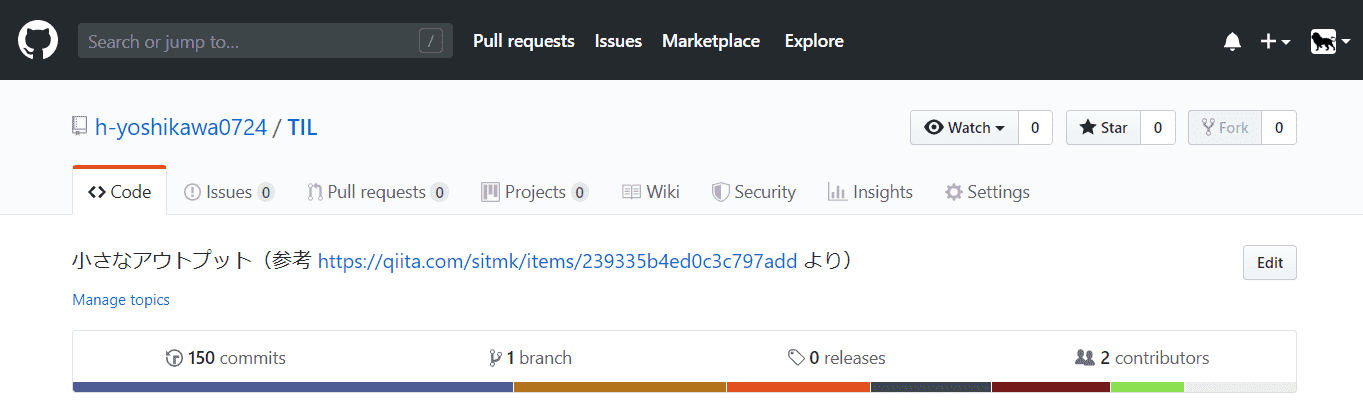 Search or jump to... / Pull requests Issues Marketplace Explore
h-yoshikawa0724 / TIL Watch 0 Star 0 Fork 0
Code Issues 0 Pull requests 0 Projects 0 Wiki Security Insights Settings
小さなアウトプット（参考 https://qiita.com/sitmk/items/239335b4ed0c3c797add より） Edit
Manage topics
150 commits 1 branch 0 releases 2 contributors